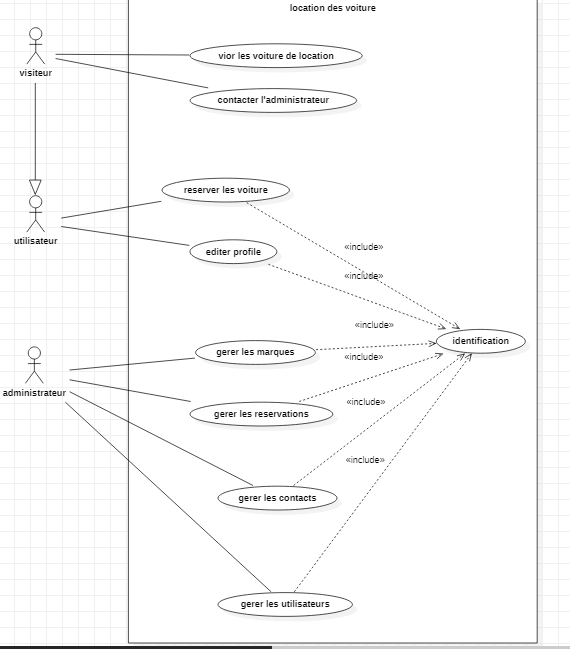 location des voiture
vior les voiture de location
visiteur
contacter l'administrateur
reserver les voiture
utilisateur
editer profile
«include»
«include»
«include»
identification
gerer les marques
«include»
administrateur
«include»
gerer les reservations
«include»
gerer les contacts
gerer les utilisateurs